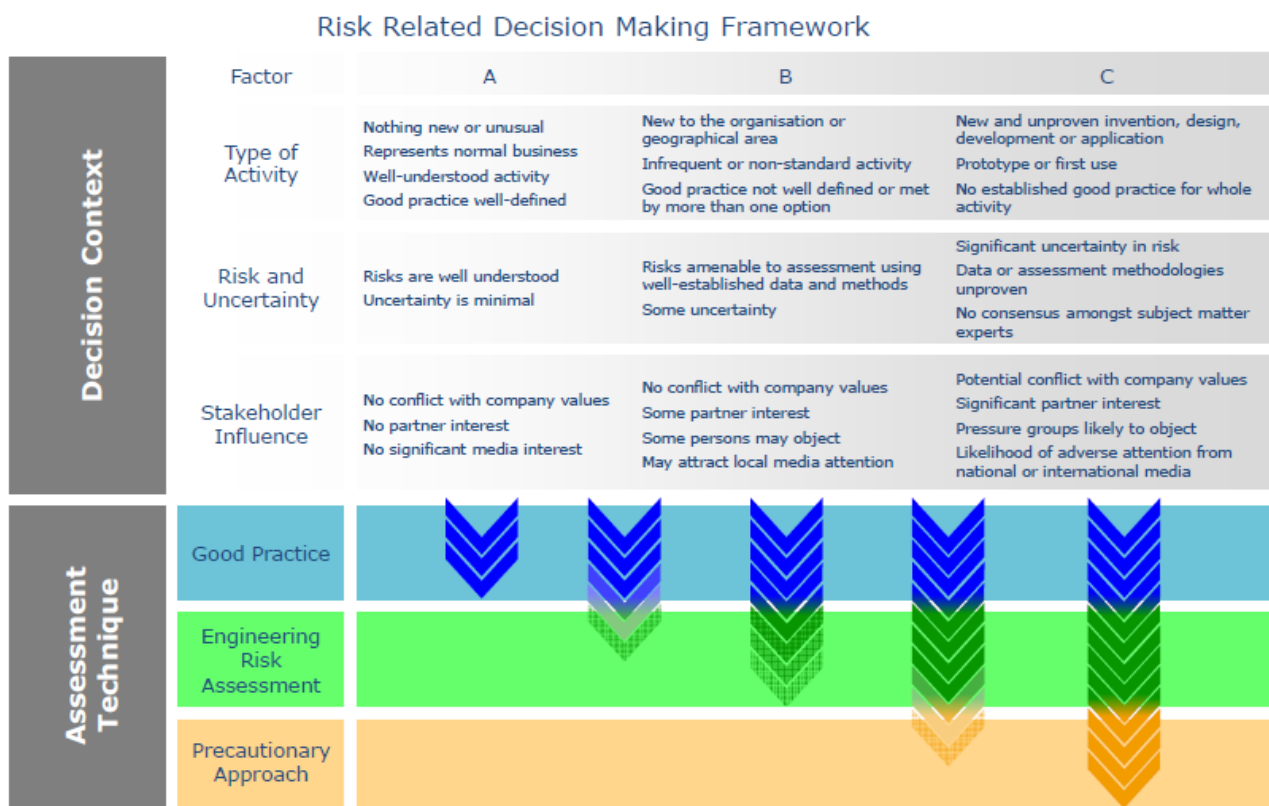 Risk Related Decision Making Framework
Decision Context
Factor
A
B
C
Type of
Activity
Nothing new or unusual
Represents normal business
Well-understood activity
Good practice well-defined
New to the organisation or
geographical area
Infrequent or non-standard activity
Good practice not well defined or met
by more than one option
New and unproven invention, design,
development or application
Prototype or first use
No established good practice for whole
activity
Risk and
Uncertainty
Risks are well understood
Uncertainty is minimal
Risks amenable to assessment using
well-established data and methods
Some uncertainty
Significant uncertainty in risk
Data or assessment methodologies
unproven
No consensus amongst subject matter
experts
Stakeholder
Influence
No conflict with company values
No partner interest
No significant media interest
No conflict with company values
Some partner interest
Some persons may object
May attract local media attention
Potential conflict with company values
Significant partner interest
Pressure groups likely to object
Likelihood of adverse attention from
national or international media
Assessment
Technique
Good Practice
Engineering
Risk
Assessment
Precautionary
Approach